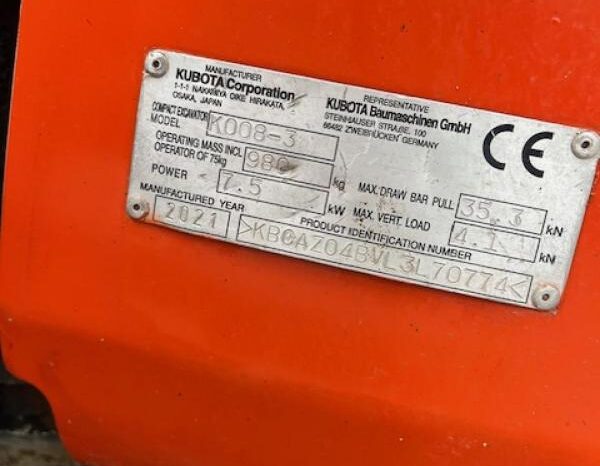 MANUFACTURER
KUBOTA Corporation
1-1-1 NAKAMIYA OIKE HIRAKATA,
OSAKA, JAPAN
REPRESENTATIVE
KUBOTA Baumaschinen GmbH
STEINHAUSER STRAßE, 100
66482 ZWEIBRÜCKEN GERMANY
CE
COMPACT EXCAVATOR
MODEL K008-3
OPERATING MASS INCL
OPERATOR OF 75kg 980 kg
POWER 7.5 kW
MAX. DRAW BAR PULL kN
MAX. VERT. LOAD kN
MANUFACTURED YEAR
2021
PRODUCT IDENTIFICATION NUMBER
>KBCAZ04BVL3L70774<